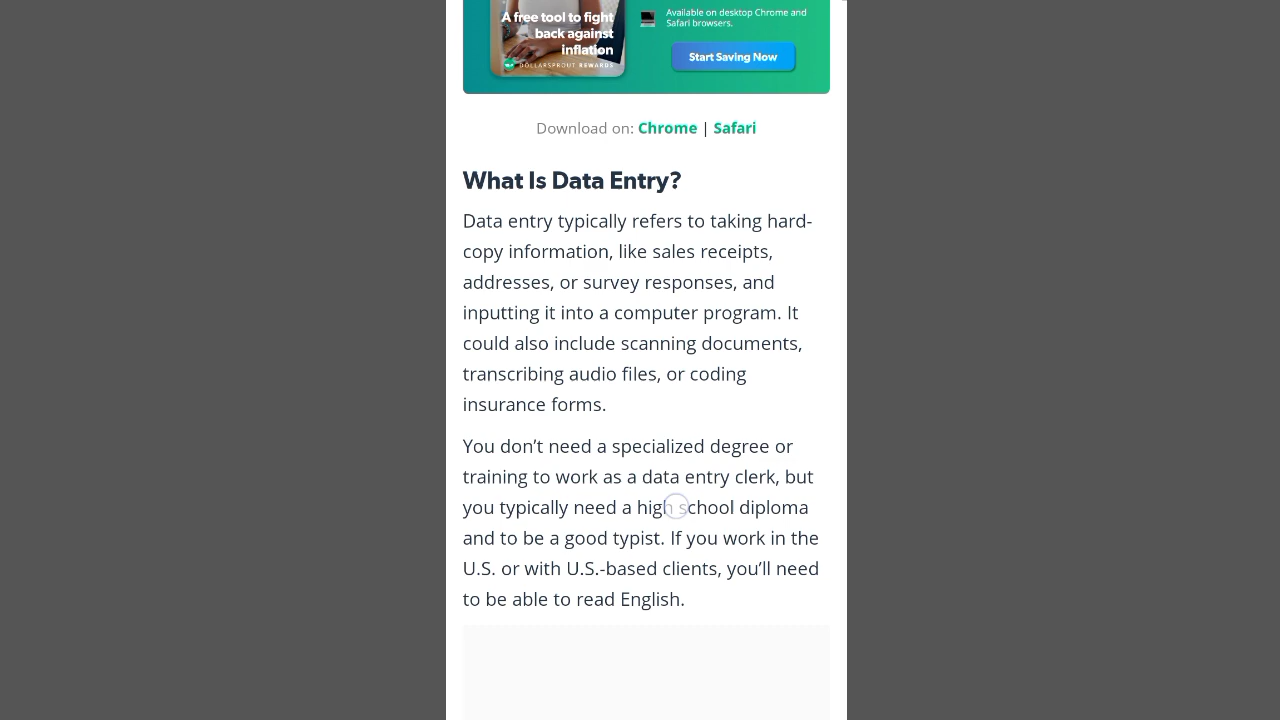 A free tool to fight
back against
inflation
DOLLARSPROUT REWARDS
Available on desktop Chrome and
Safari browsers.
Start Saving Now
Download on: Chrome | Safari
What Is Data Entry?
Data entry typically refers to taking hard-
copy information, like sales receipts,
addresses, or survey responses, and
inputting it into a computer program. It
could also include scanning documents,
transcribing audio files, or coding
insurance forms.
You don’t need a specialized degree or
training to work as a data entry clerk, but
you typically need a high school diploma
and to be a good typist. If you work in the
U.S. or with U.S.-based clients, you’ll need
to be able to read English.